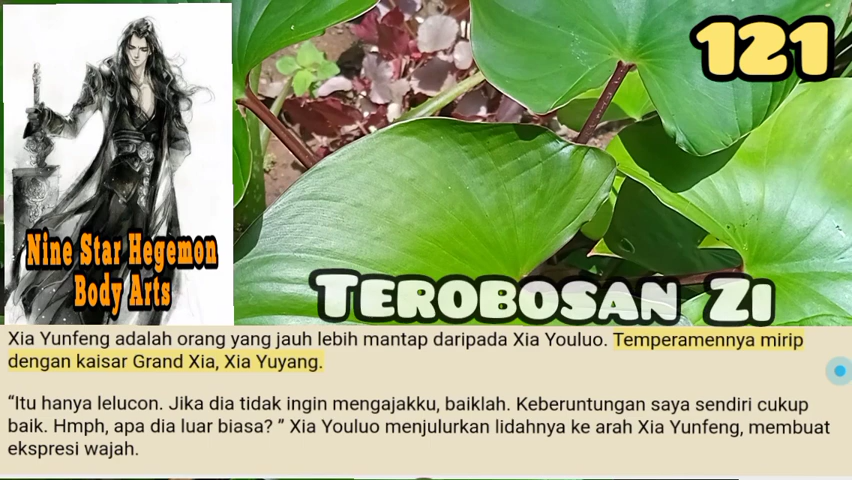 121
Nine Star Hegemon
Body Arts
TEROBOSAN ZI
Xia Yunfeng adalah orang yang jauh lebih mantap daripada Xia Youluo. Temperamennya mirip
dengan kaisar Grand Xia, Xia Yuyang.
“Itu hanya lelucon. Jika dia tidak ingin mengajakku, baiklah. Keberuntungan saya sendiri cukup
baik. Hmph, apa dia luar biasa? ” Xia Youluo menjulurkan lidahnya ke arah Xia Yunfeng, membuat
ekspresi wajah.